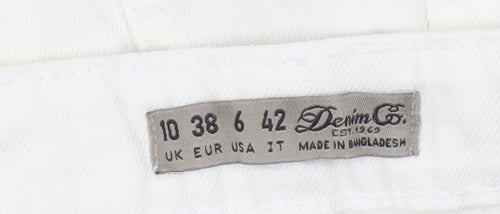 10 38 6 42 Denim Co.
EST. 1969
UK EUR USA IT MADE IN BANGLADESH